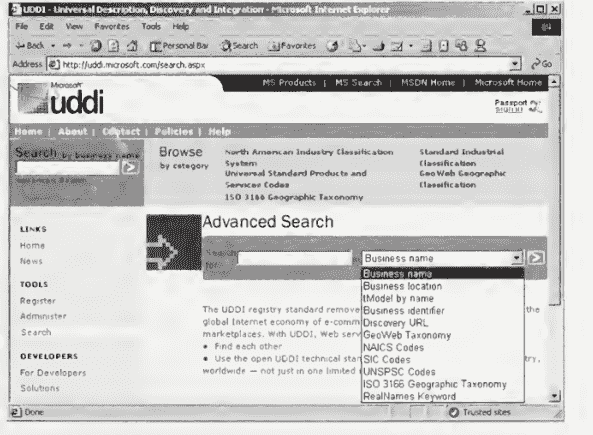 UDDI - Universal Description, Discovery and Integration - Microsoft Internet Explorer
File Edit View Favorites Tools Help
Back Personal Bar Search Favorites
Address http://uddi.microsoft.com/search.aspx Go
MS Products | MS Search | MSDN Home | Microsoft Home
Microsoft
uddi
Passport
sign in
Home | About | Contact | Policies | Help
Search by business name
Browse
by category
North American Industry Classification
System
Universal Standard Products and
Services Codes
ISO 3166 Geographic Taxonomy
Standard Industrial
Classification
GeoWeb Geographic
Classification
Advanced Search
LINKS
Home
News
TOOLS
Register
Administer
Search
DEVELOPERS
For Developers
Solutions
Search
for
Business name
Business name
Business location
tModel by name
Business identifier
Discovery URL
GeoWeb Taxonomy
NAICS Codes
SIC Codes
UNSPSC Codes
ISO 3166 Geographic Taxonomy
RealNames Keyword
The UDDI registry standard remove the
global Internet economy of e-comm
marketplaces. With UDDI, Web serv
• Find each other
• Use the open UDDI technical stan try,
worldwide — not just in one limited
Done Trusted sites